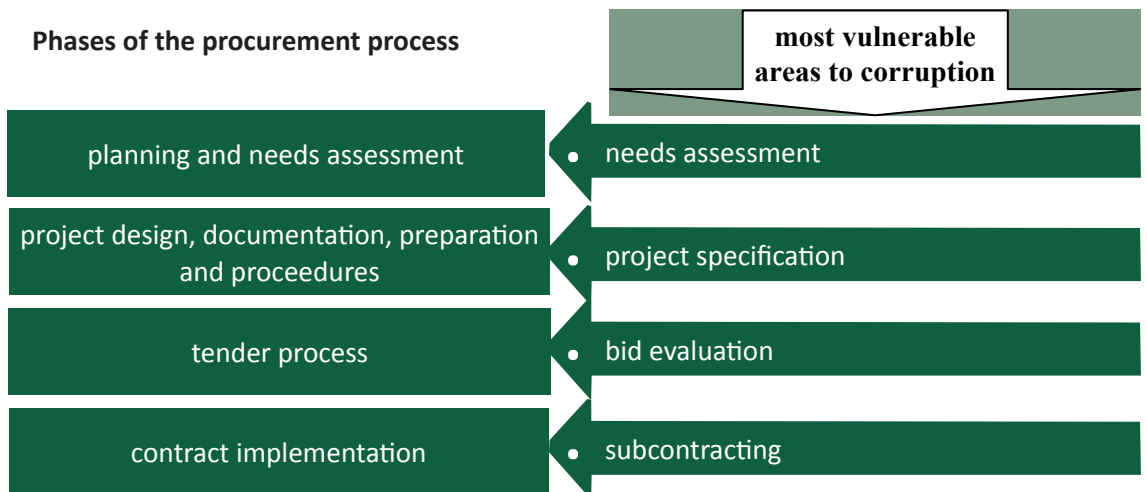 Phases of the procurement process
most vulnerable
areas to corruption
planning and needs assessment
• needs assessment
project design, documentation, preparation
and proceedures
• project specification
tender process
• bid evaluation
contract implementation
• subcontracting